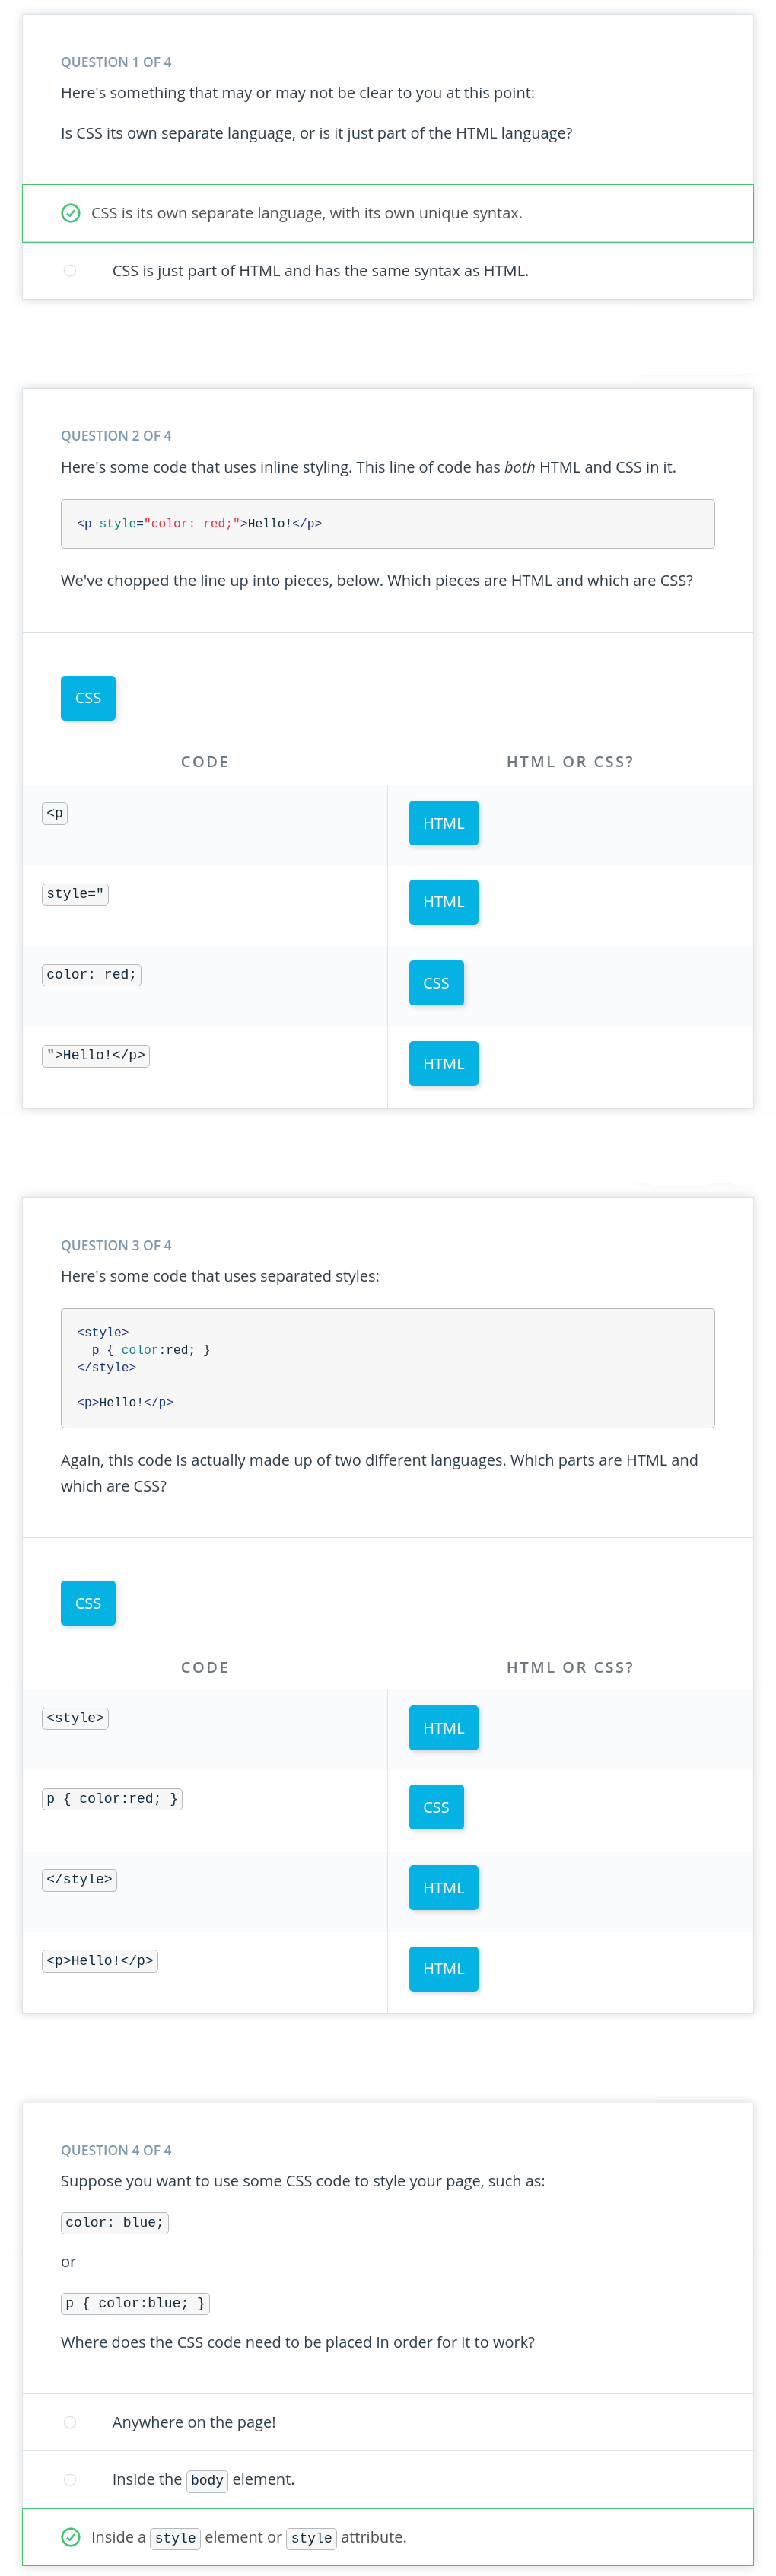 QUESTION 1 OF 4
Here's something that may or may not be clear to you at this point:
Is CSS its own separate language, or is it just part of the HTML language?
CSS is its own separate language, with its own unique syntax.
CSS is just part of HTML and has the same syntax as HTML.
QUESTION 2 OF 4
Here's some code that uses inline styling. This line of code has both HTML and CSS in it.
<p style="color: red;">Hello!</p>
We've chopped the line up into pieces, below. Which pieces are HTML and which are CSS?
CSS
CODE HTML OR CSS?
<p HTML
style=" HTML
color: red; CSS
">Hello!</p> HTML
QUESTION 3 OF 4
Here's some code that uses separated styles:
<style>
  p { color:red; }
</style>
<p>Hello!</p>
Again, this code is actually made up of two different languages. Which parts are HTML and
which are CSS?
CSS
CODE HTML OR CSS?
<style> HTML
p { color:red; } CSS
</style> HTML
<p>Hello!</p> HTML
QUESTION 4 OF 4
Suppose you want to use some CSS code to style your page, such as:
color: blue;
or
p { color:blue; }
Where does the CSS code need to be placed in order for it to work?
Anywhere on the page!
Inside the body element.
Inside a style element or style attribute.